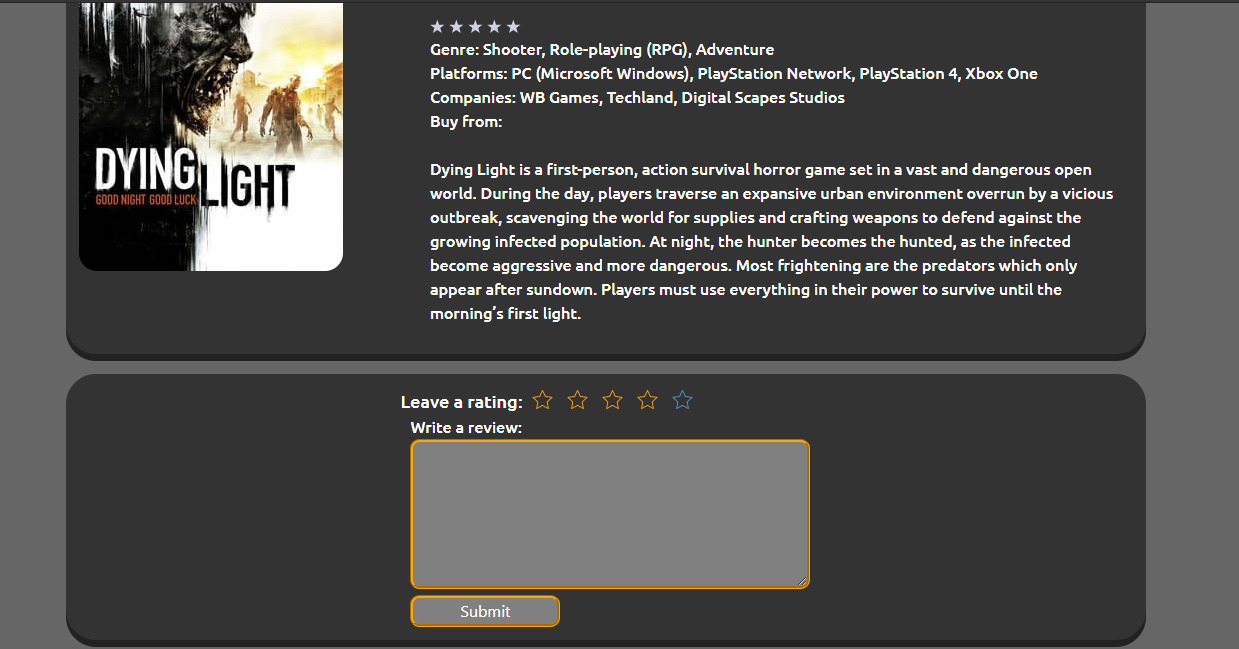 DYING
LIGHT
GOOD NIGHT GOOD LUCK
Genre: Shooter, Role-playing (RPG), Adventure
Platforms: PC (Microsoft Windows), PlayStation Network, PlayStation 4, Xbox One
Companies: WB Games, Techland, Digital Scapes Studios
Buy from:
Dying Light is a first-person, action survival horror game set in a vast and dangerous open
world. During the day, players traverse an expansive urban environment overrun by a vicious
outbreak, scavenging the world for supplies and crafting weapons to defend against the
growing infected population. At night, the hunter becomes the hunted, as the infected
become aggressive and more dangerous. Most frightening are the predators which only
appear after sundown. Players must use everything in their power to survive until the
morning’s first light.
Leave a rating:
Write a review:
Submit